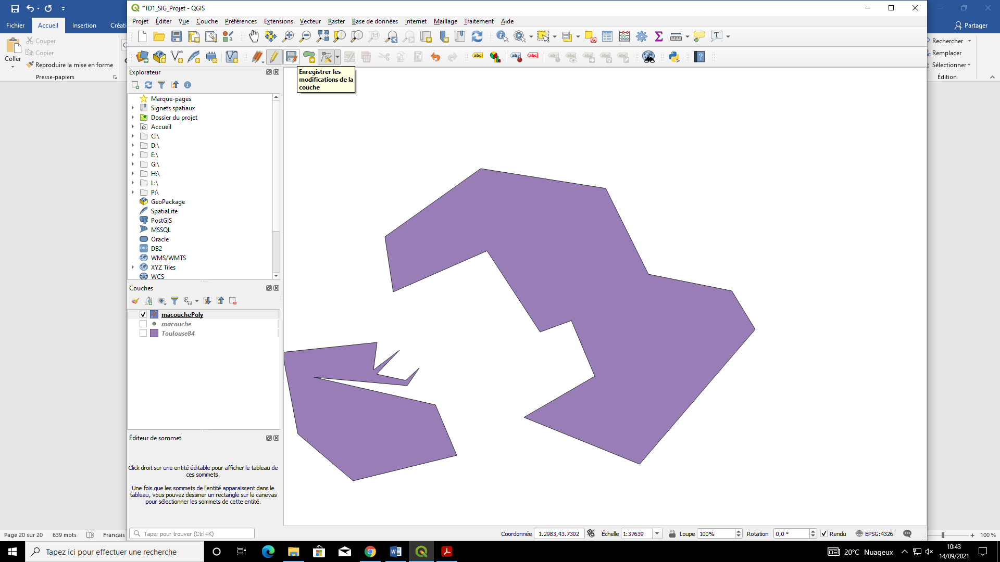 *TD1_SIG_Projet - QGIS
Fichier
Accueil
Insertion
Créati
Partager
Projet
Éditer
Vue
Couche
Préférences
Extensions
Vecteur
Raster
Base de données
Internet
Maillage
Traitement
Aide
Couper
Copier
Coller
Reproduire la mise en forme
Presse-papiers
Rechercher
Remplacer
Sélectionner
Édition
Enregistrer les
modifications de la
couche
Explorateur
Marque-pages
Signets spatiaux
Dossier du projet
Accueil
C:\
D:\
E:\
G:\
H:\
L:\
P:\
GeoPackage
SpatiaLite
PostGIS
MSSQL
Oracle
DB2
WMS/WMTS
XYZ Tiles
WCS
Couches
macouchePoly
macouche
Toulouse84
Éditeur de sommet
Click droit sur une entité éditable pour afficher le tableau de
ces sommets.
Une fois que les sommets de l'entité apparaissent dans le
tableau, vous pouvez dessiner un rectangle sur le canevas
pour sélectionner les sommets de cette entité.
Taper pour trouver (Ctrl+K)
Coordonnée
1.2983,43.7302
Échelle
1:37639
Loupe
100%
Rotation
0,0 °
Rendu
EPSG:4326
Page 20 sur 20
639 mots
Français
100 %
Tapez ici pour effectuer une recherche
20°C Nuageux
10:43
14/09/2021